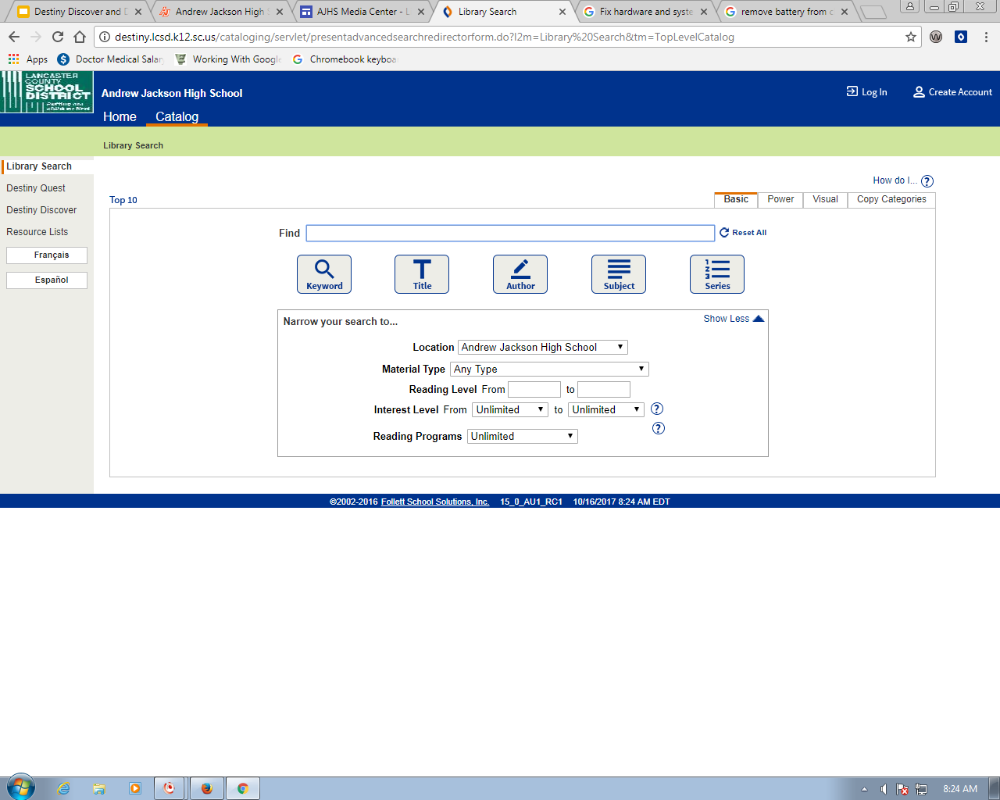 Destiny Discover and D
Andrew Jackson High S
AJHS Media Center - L
Library Search
Fix hardware and syste
remove battery from c
destiny.lcsd.k12.sc.us/cataloging/servlet/presentadvancedsearchredirectorform.do?l2m=Library%20Search&tm=TopLevelCatalog
Apps
Doctor Medical Salar
Working With Google
Chromebook keyboa
LANCASTER
COUNTY
SCHOOL
DISTRICT
Andrew Jackson High School
Log In
Create Account
Home
Catalog
Library Search
Library Search
Destiny Quest
Destiny Discover
Resource Lists
Français
Español
How do I...
Top 10
Basic
Power
Visual
Copy Categories
Find
Reset All
Keyword
Title
Author
Subject
Series
Narrow your search to...
Show Less
Location Andrew Jackson High School
Material Type Any Type
Reading Level From to
Interest Level From Unlimited to Unlimited
Reading Programs Unlimited
©2002-2016 Follett School Solutions, Inc. 15_0_AU1_RC1 10/16/2017 8:24 AM EDT
8:24 AM